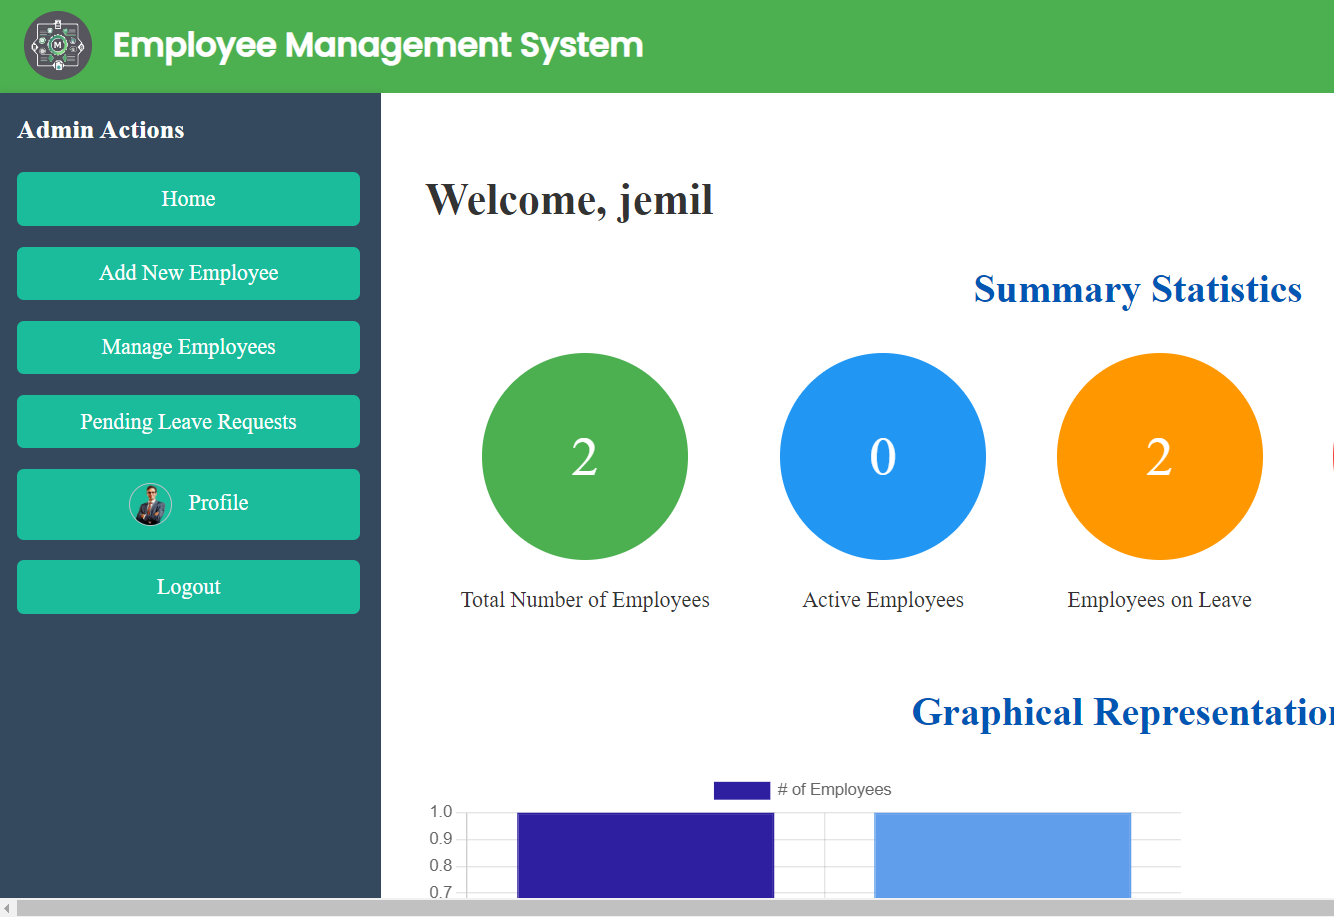 M
Employee Management System
Admin Actions
Home
Add New Employee
Manage Employees
Pending Leave Requests
Profile
Logout
Welcome, jemil
Summary Statistics
2
0
2
Total Number of Employees
Active Employees
Employees on Leave
Graphical Representation
# of Employees
1.0
0.9
0.8
0.7